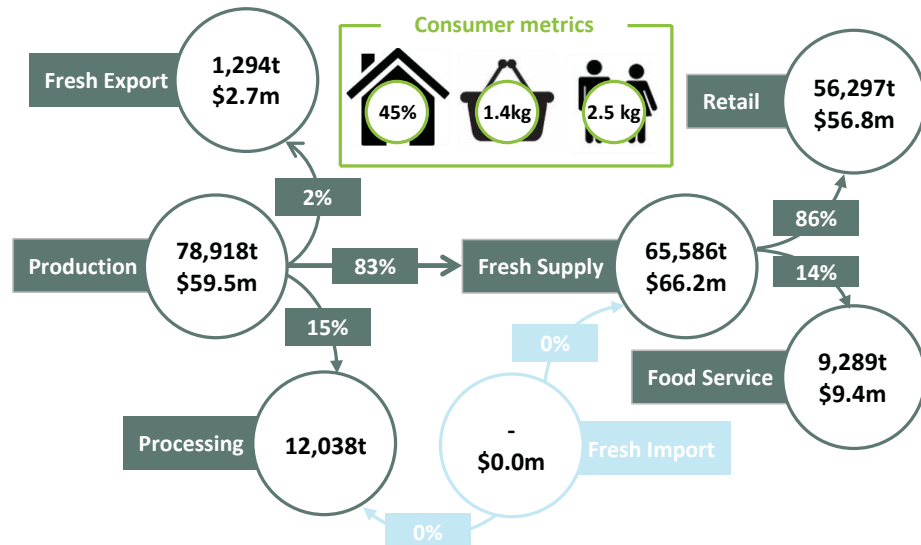 Consumer metrics
45%
1.4kg
2.5 kg
Fresh Export
1,294t
$2.7m
Retail
56,297t
$56.8m
2%
86%
Production
78,918t
$59.5m
83%
Fresh Supply
65,586t
$66.2m
14%
15%
0%
Food Service
9,289t
$9.4m
Processing
12,038t
-
$0.0m
Fresh Import
0%